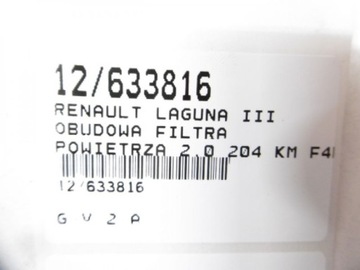 12/633816
RENAULT LAGUNA III
OBUDOWA FILTRA
POWIETRZA 2.0 204 KM
12/633816
G V 2 A